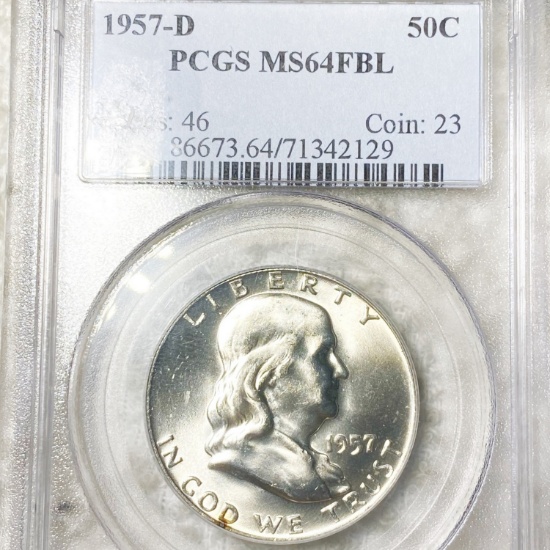 1957-D 50C
PCGS MS64FBL
: 46 Coin: 23
86673.64/71342129
LIBERTY
1957
IN GOD WE TRUST